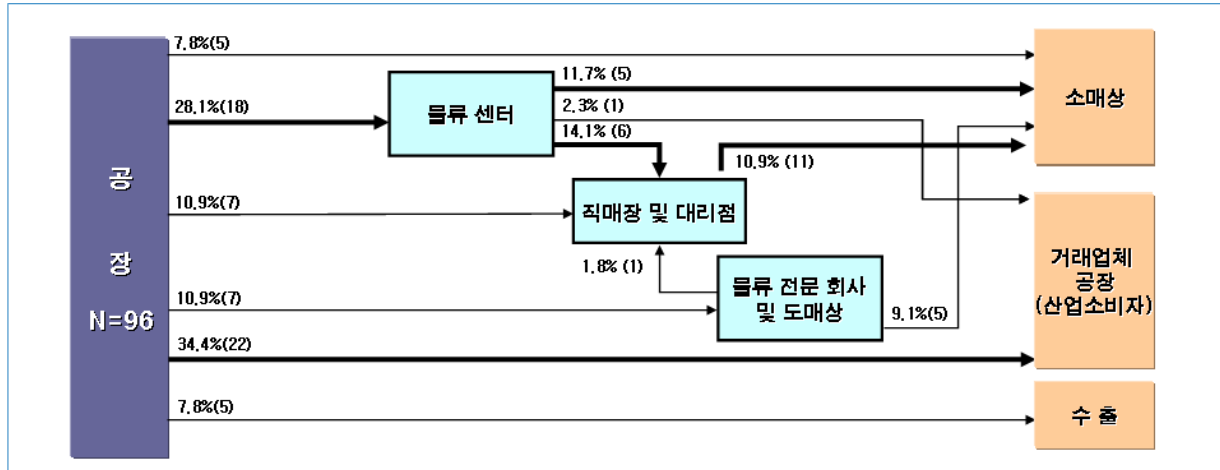 7.8%(5)
28.1%(18)
물류 센터
11.7% (5)
2.3% (1)
14.1% (6)
소매상
10.9% (11)
공
장
N=96
10.9%(7)
직매장 및 대리점
1.8% (1)
10.9%(7)
물류 전문 회사
및 도매상
9.1%(5)
거래업체
공장
(산업소비자)
34.4%(22)
7.8%(5)
수 출